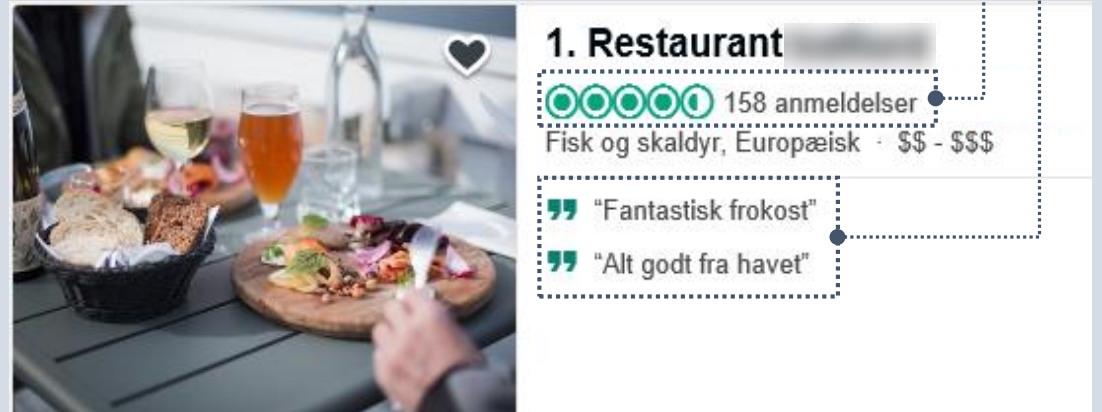 1. Restaurant
158 anmeldelser
Fisk og skaldyr, Europæisk · $$ - $$$
“Fantastisk frokost”
“Alt godt fra havet”